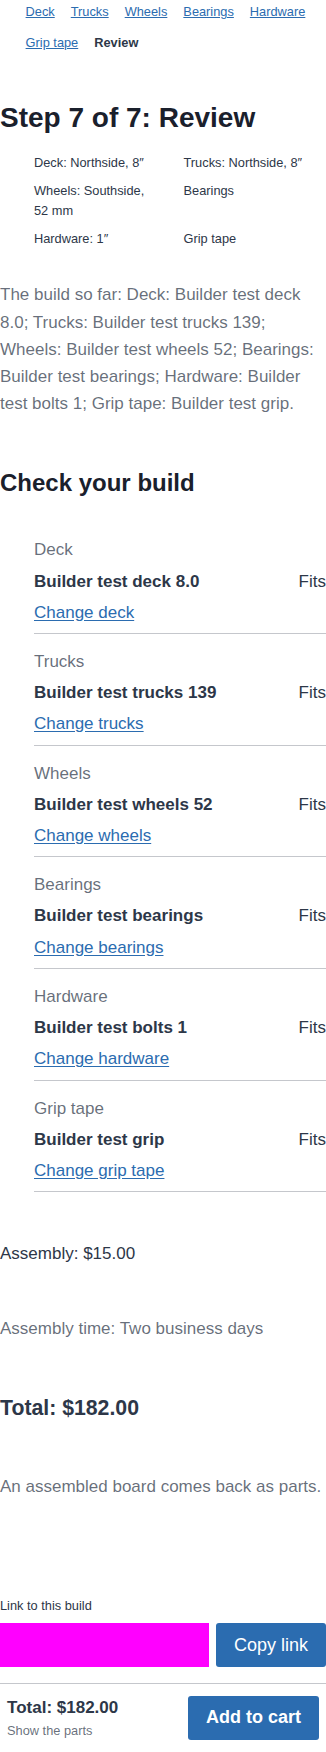 Deck Trucks Wheels Bearings Hardware
Grip tape Review
Step 7 of 7: Review
Deck: Northside, 8″ Trucks: Northside, 8″
Wheels: Southside, Bearings
52 mm
Hardware: 1″ Grip tape
The build so far: Deck: Builder test deck
8.0; Trucks: Builder test trucks 139;
Wheels: Builder test wheels 52; Bearings:
Builder test bearings; Hardware: Builder
test bolts 1; Grip tape: Builder test grip.
Check your build
Deck
Builder test deck 8.0 Fits
Change deck
Trucks
Builder test trucks 139 Fits
Change trucks
Wheels
Builder test wheels 52 Fits
Change wheels
Bearings
Builder test bearings Fits
Change bearings
Hardware
Builder test bolts 1 Fits
Change hardware
Grip tape
Builder test grip Fits
Change grip tape
Assembly: $15.00
Assembly time: Two business days
Total: $182.00
An assembled board comes back as parts.
Link to this build
Copy link
Total: $182.00 Add to cart
Show the parts